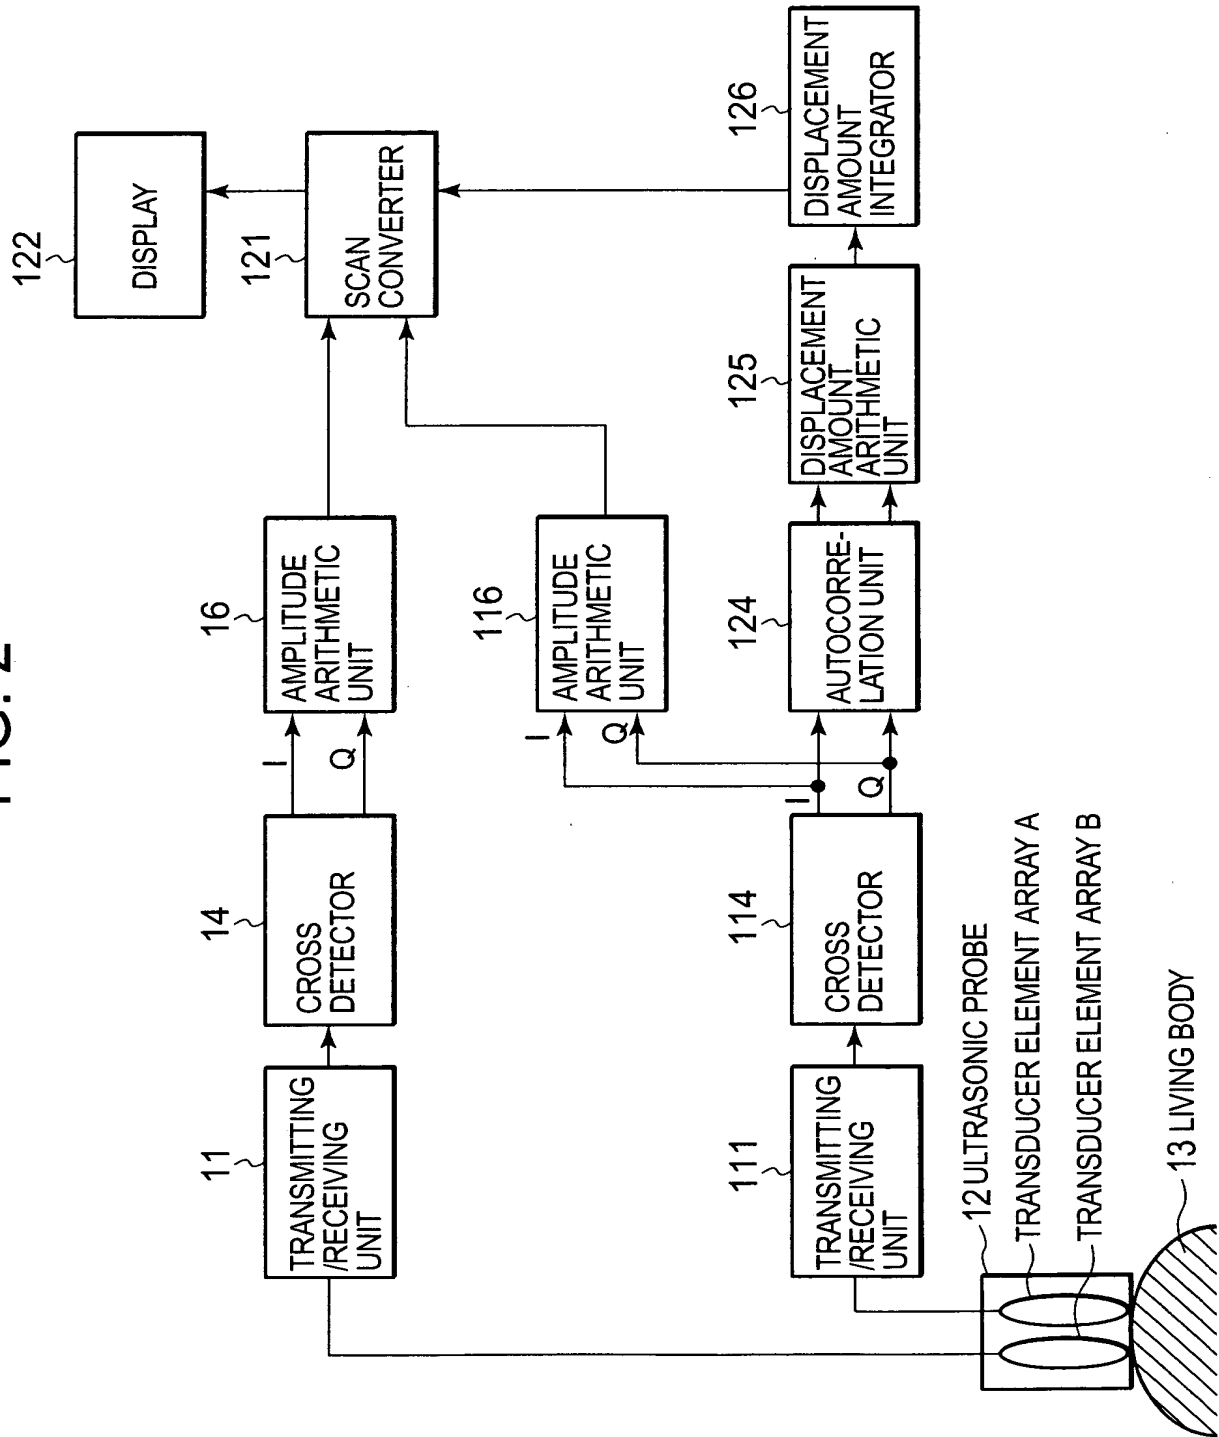 FIG. 2
122
DISPLAY
121
SCAN
CONVERTER
16
AMPLITUDE
ARITHMETIC
UNIT
I
Q
14
CROSS
DETECTOR
11
TRANSMITTING
/RECEIVING
UNIT
116
AMPLITUDE
ARITHMETIC
UNIT
I
Q
126
DISPLACEMENT
AMOUNT
INTEGRATOR
125
DISPLACEMENT
AMOUNT
ARITHMETIC
UNIT
124
AUTOCORRE-
LATION UNIT
I
Q
114
CROSS
DETECTOR
111
TRANSMITTING
/RECEIVING
UNIT
12 ULTRASONIC PROBE
TRANSDUCER ELEMENT ARRAY A
TRANSDUCER ELEMENT ARRAY B
13 LIVING BODY